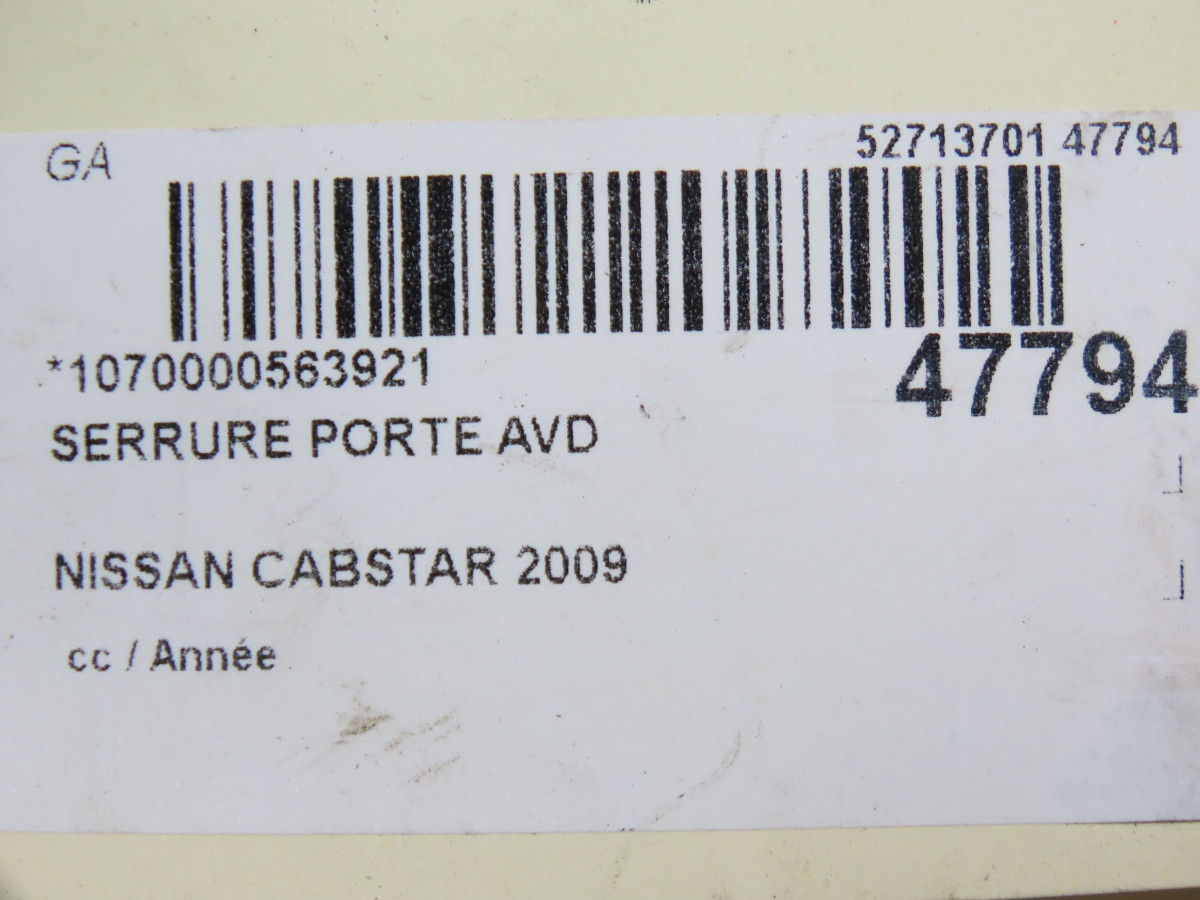 GA
52713701 47794
*1070000563921
47794
SERRURE PORTE AVD
NISSAN CABSTAR 2009
cc / Année